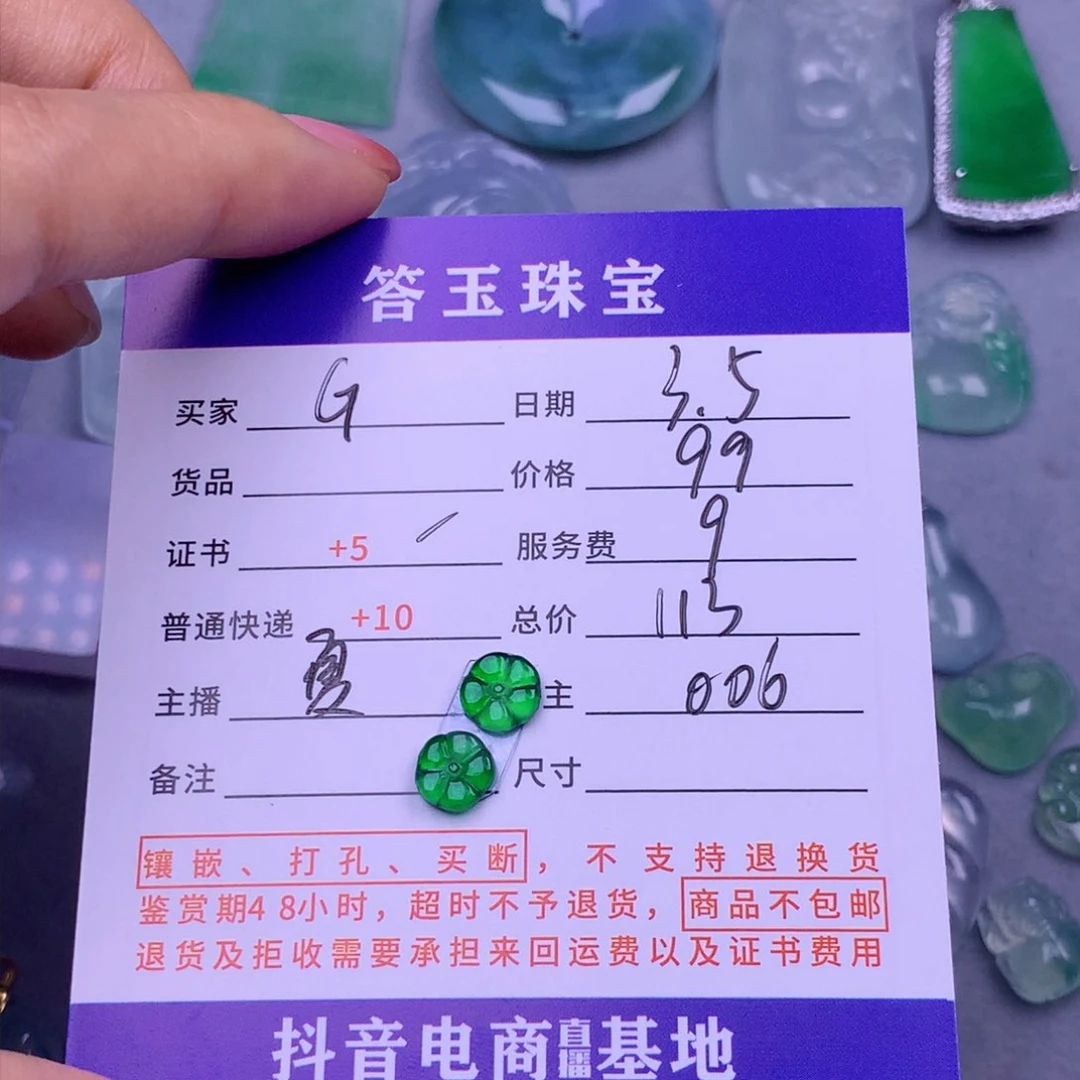 答玉珠宝
买家 G 日期 3.5
货品 价格 99
证书 +5 服务费 9
普通快递 +10 总价 113
主播 夏 主 006
备注 尺寸
镶嵌、打孔、买断，不支持退换货
鉴赏期48小时，超时不予退货，商品不包邮
退货及拒收需要承担来回运费以及证书费用
抖音电商直播基地